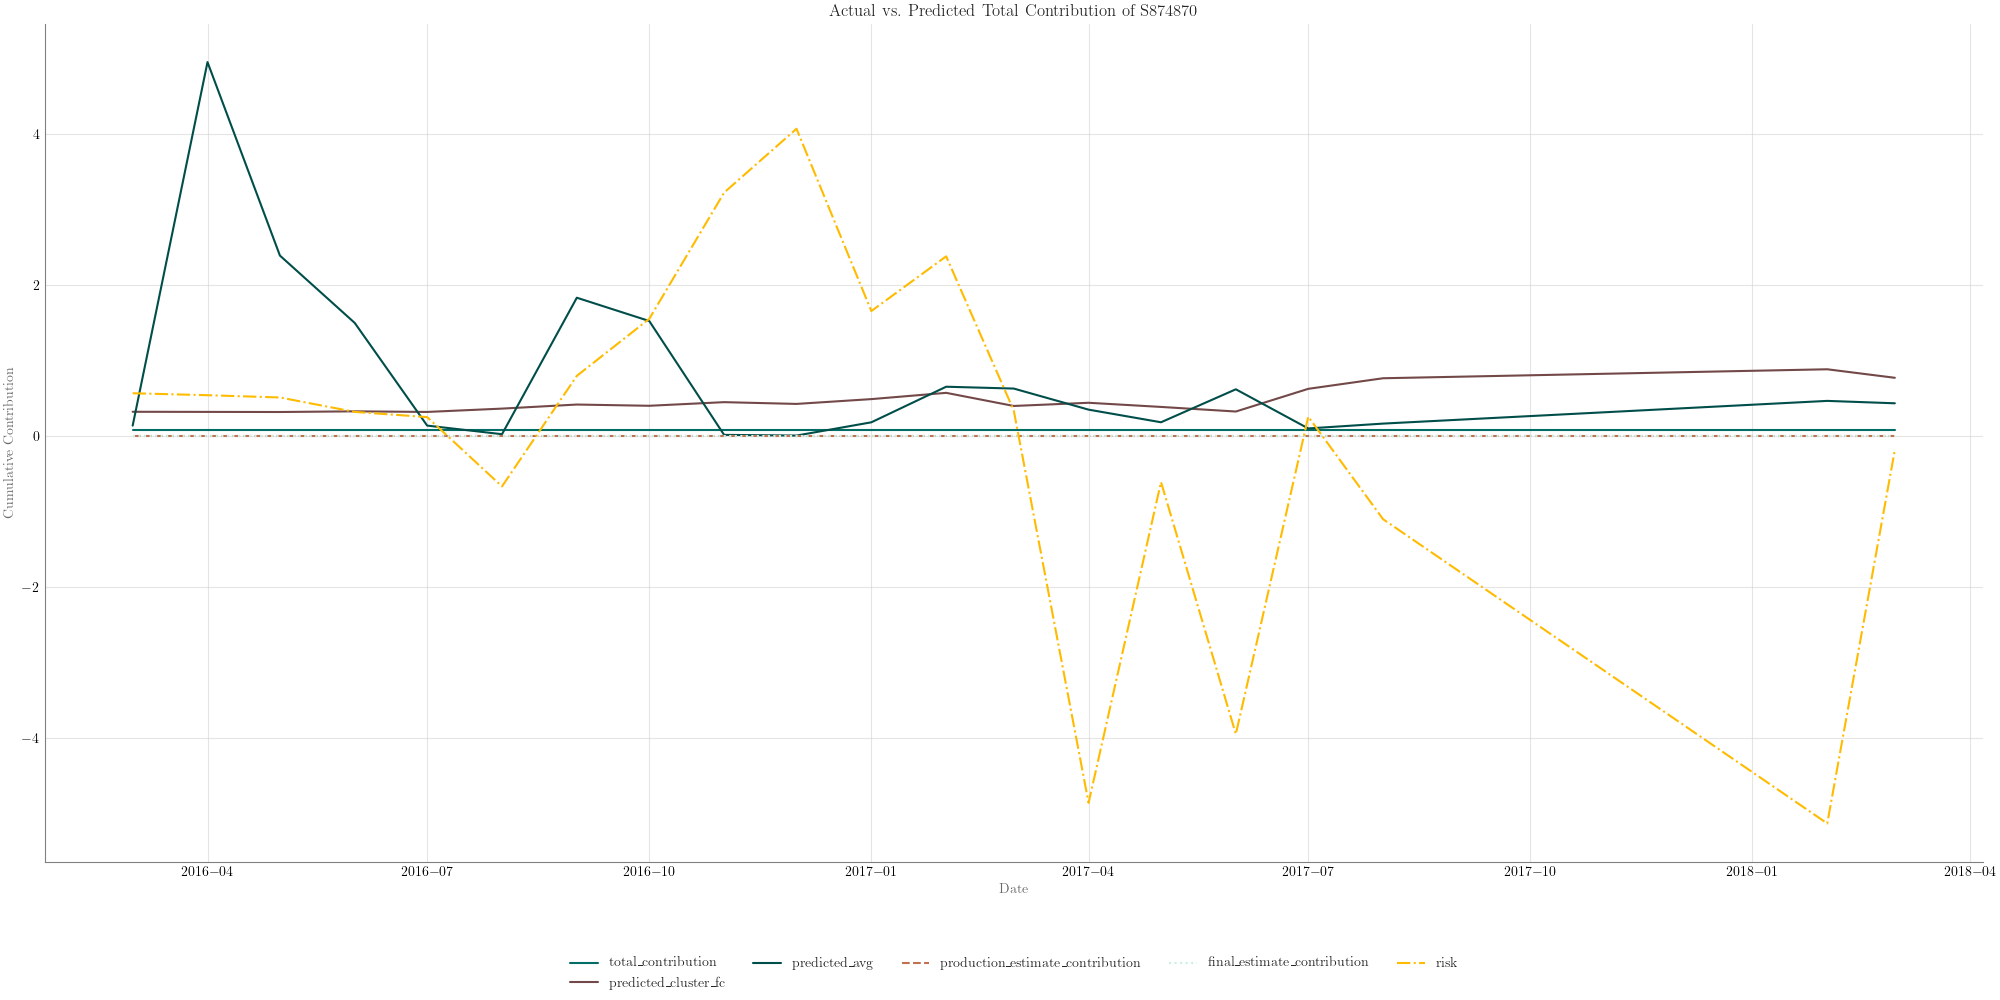 Actual vs. Predicted Total Contribution of S874870
Cumulative Contribution
4
2
0
−2
−4
2016−04 2016−07 2016−10 2017−01 2017−04 2017−07 2017−10 2018−01 2018−04
Date
total_contribution predicted_avg production_estimate_contribution final_estimate_contribution risk
predicted_cluster_fc